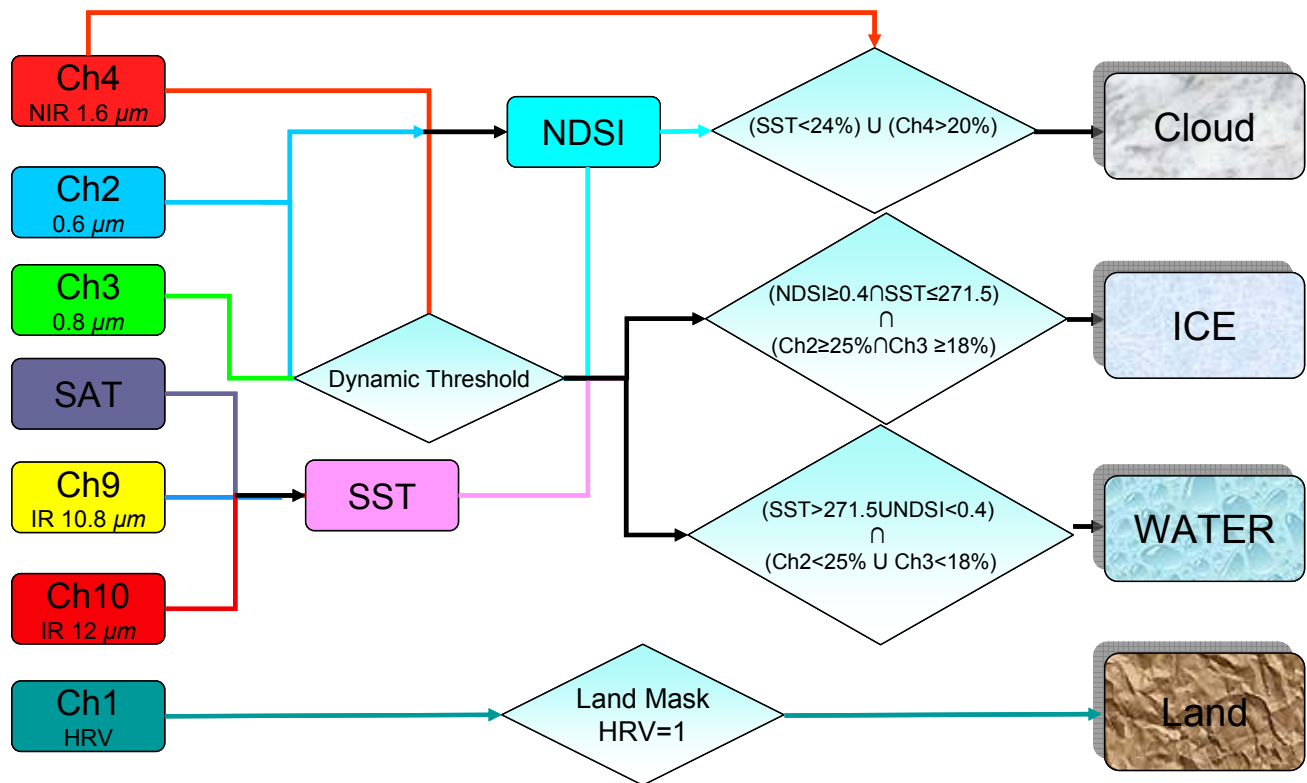 Ch4
NIR 1.6 µm
Ch2
0.6 µm
Ch3
0.8 µm
SAT
Ch9
IR 10.8 µm
Ch10
IR 12 µm
Ch1
HRV
NDSI
SST
Dynamic Threshold
Land Mask
HRV=1
(SST<24%) U (Ch4>20%)
(NDSI≥0.4∩SST≤271.5)
∩
(Ch2≥25%∩Ch3 ≥18%)
(SST>271.5UNDSI<0.4)
∩
(Ch2<25% U Ch3<18%)
Cloud
ICE
WATER
Land